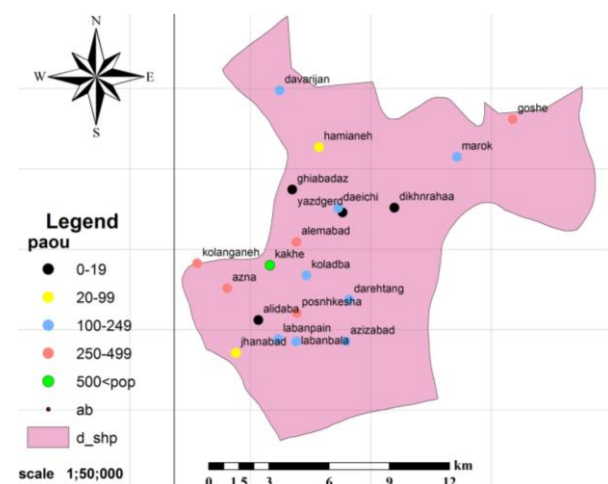 N
W E
S
davarijan
goshe
hamianeh
marok
ghiabadaz
yazdgerd daeichi
dikhnrahaa
alemabad
kolanganeh
kakhe
koladba
azna
darehtang
posnhkesha
alidaba
labanpain
azizabad
jhanabad
labanbala
Legend
paou
0-19
20-99
100-249
250-499
500<pop
ab
d_shp
scale 1;50;000
km
0 1.5 3 6 9 12